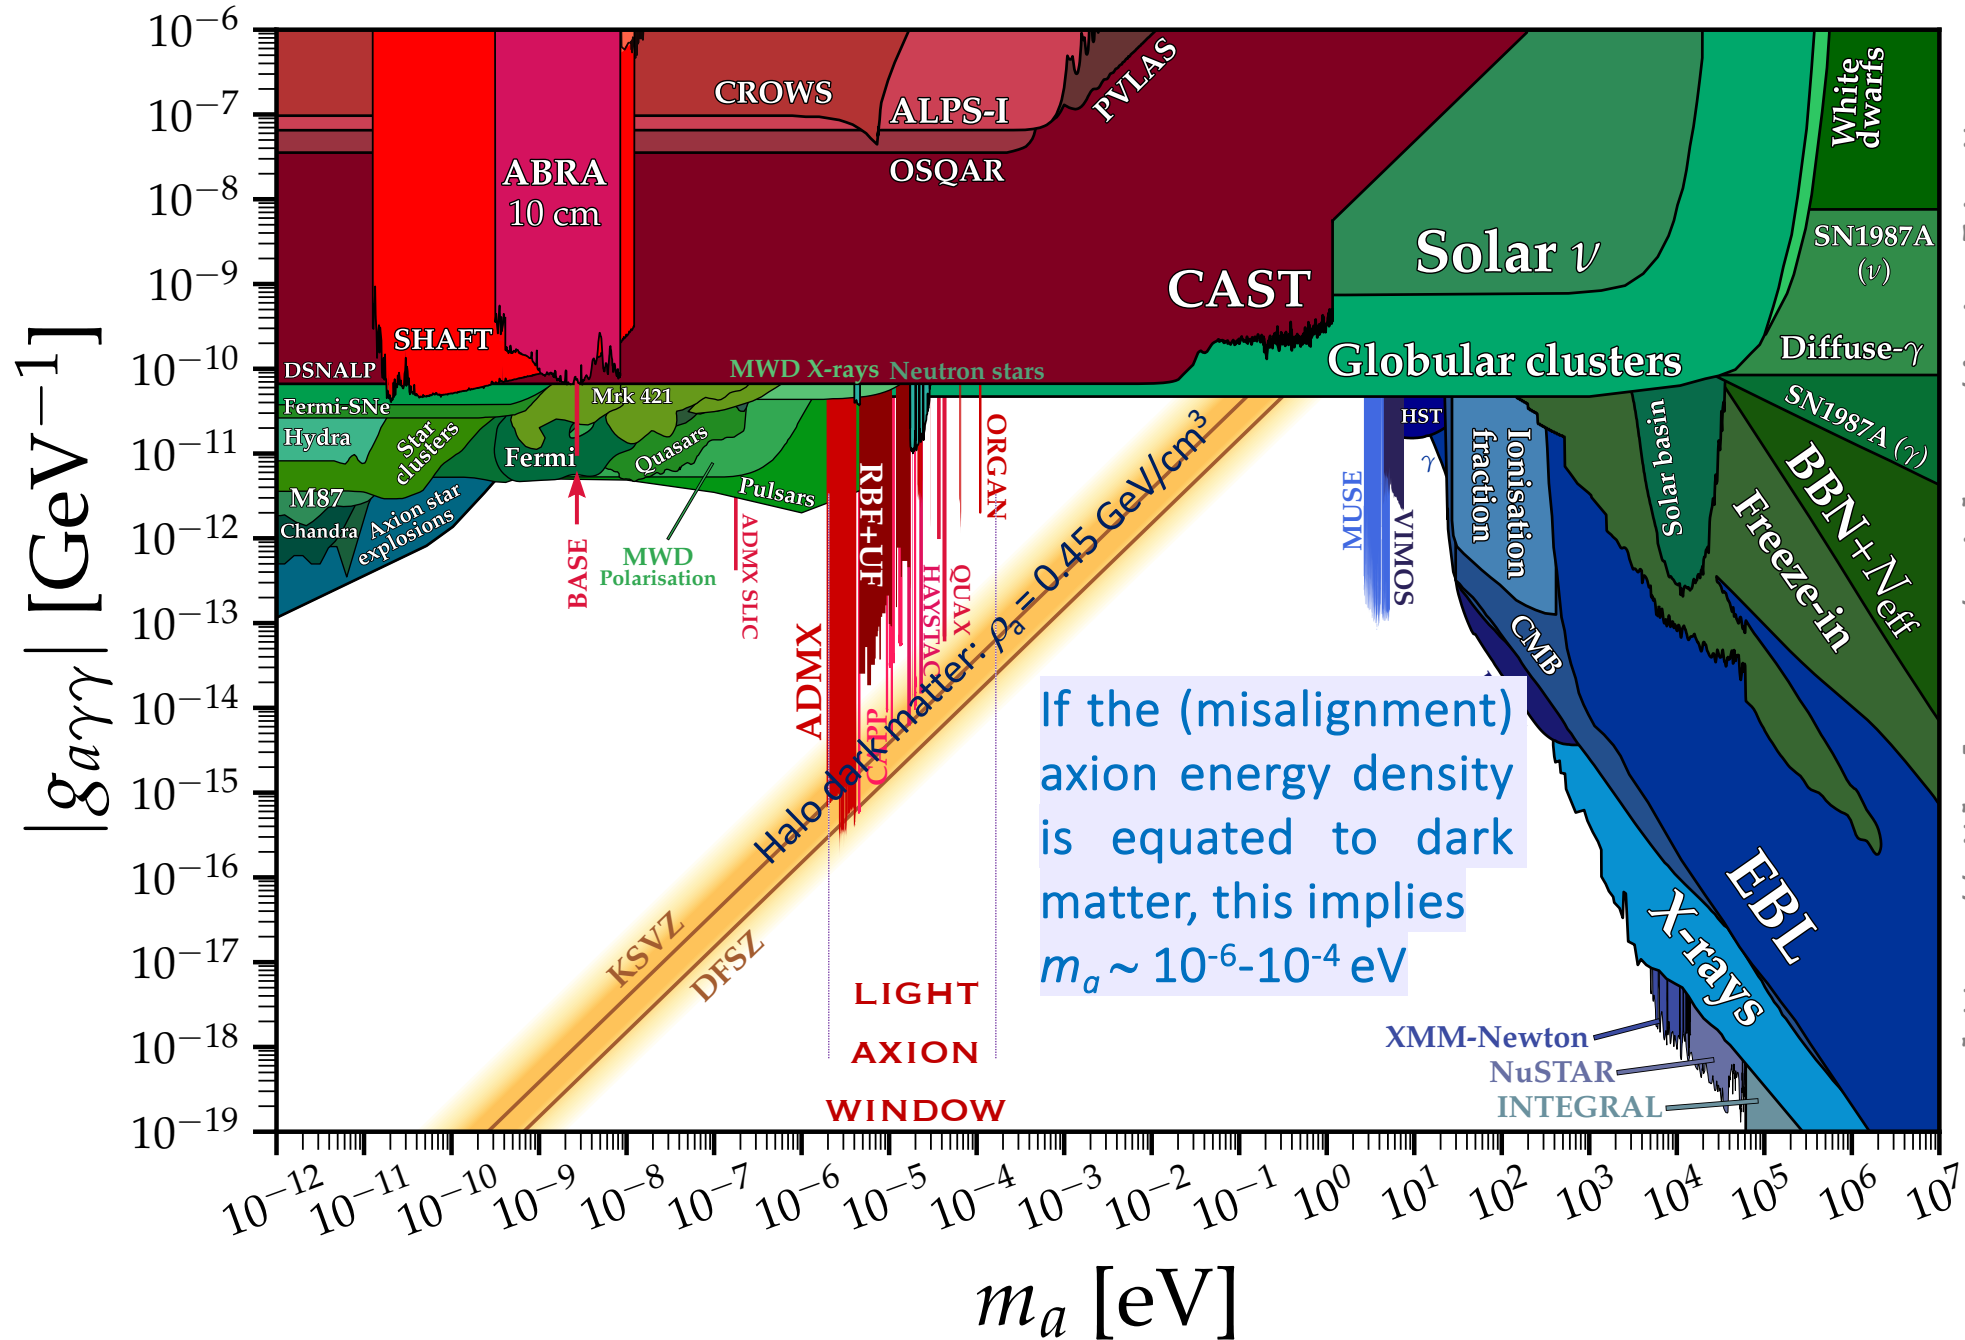 10⁻⁶
10⁻⁷
10⁻⁸
10⁻⁹
10⁻¹⁰
10⁻¹¹
10⁻¹²
10⁻¹³
10⁻¹⁴
10⁻¹⁵
10⁻¹⁶
10⁻¹⁷
10⁻¹⁸
10⁻¹⁹
|gₐγγ| [GeV⁻¹]
CROWS
ALPS-I
PVLAS
OSQAR
ABRA
10 cm
SHAFT
CAST
Solar ν
Globular clusters
White
dwarfs
SN1987A
(ν)
Diffuse-γ
SN1987A (γ)
DSNALP
MWD X-rays
Neutron stars
Fermi-SNe
Mrk 421
Hydra
Star
clusters
Fermi
Quasars
M87
Chandra
Axion star
explosions
Pulsars
BASE
MWD
Polarisation
ADMX SLIC
ADMX
RBF+UF
CAPP
HAYSTAC
QUAX
ORGAN
Halo dark matter: ρₐ = 0.45 GeV/cm³
KSVZ
DFSZ
MUSE
VIMOS
HST
γ
Ionisation
fraction
CMB
Solar basin
Freeze-in
BBN + N_eff
EBL
X-rays
XMM-Newton
NuSTAR
INTEGRAL
If the (misalignment)
axion energy density
is equated to dark
matter, this implies
mₐ ~ 10⁻⁶-10⁻⁴ eV
LIGHT
AXION
WINDOW
10⁻¹² 10⁻¹¹ 10⁻¹⁰ 10⁻⁹ 10⁻⁸ 10⁻⁷ 10⁻⁶ 10⁻⁵ 10⁻⁴ 10⁻³ 10⁻² 10⁻¹ 10⁰ 10¹ 10² 10³ 10⁴ 10⁵ 10⁶ 10⁷
mₐ [eV]